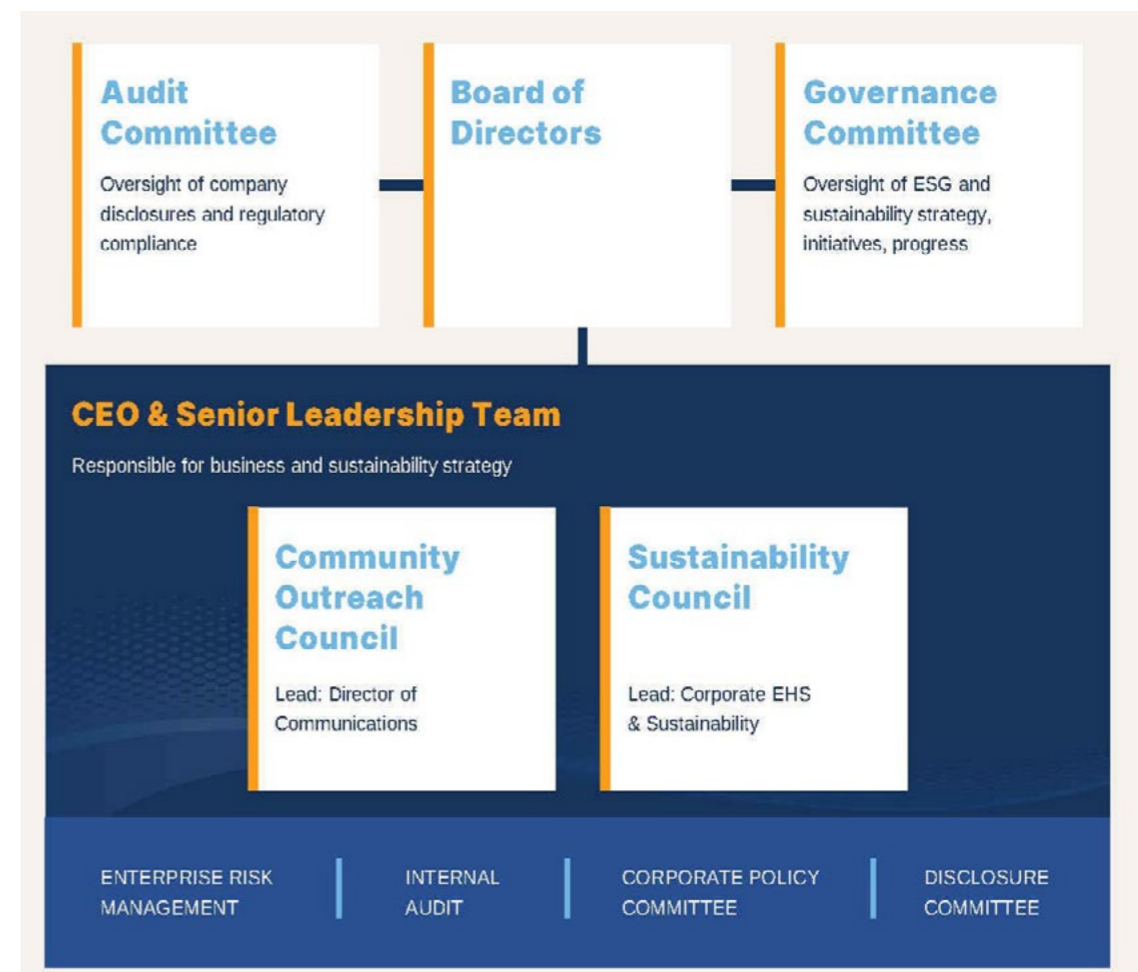 Audit
Committee
Oversight of company
disclosures and regulatory
compliance
Board of
Directors
Governance
Committee
Oversight of ESG and
sustainability strategy,
initiatives, progress
CEO & Senior Leadership Team
Responsible for business and sustainability strategy
Community
Outreach
Council
Lead: Director of
Communications
Sustainability
Council
Lead: Corporate EHS
& Sustainability
ENTERPRISE RISK
MANAGEMENT
INTERNAL
AUDIT
CORPORATE POLICY
COMMITTEE
DISCLOSURE
COMMITTEE